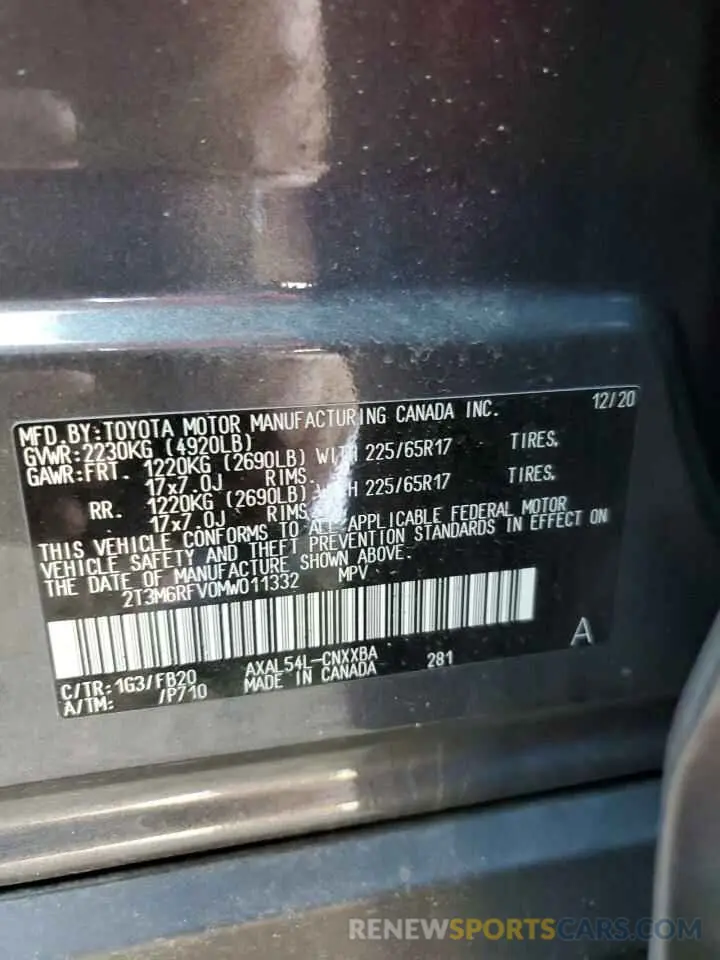 MFD.BY:TOYOTA MOTOR MANUFACTURING CANADA INC. 12/20
GVWR:2230KG (4920LB)
GAWR:FRT. 1220KG (2690LB) WITH 225/65R17 TIRES,
17x7.0J RIMS.
RR. 1220KG (2690LB) WITH 225/65R17 TIRES,
17x7.0J RIMS
THIS VEHICLE CONFORMS TO ALL APPLICABLE FEDERAL MOTOR
VEHICLE SAFETY AND THEFT PREVENTION STANDARDS IN EFFECT ON
THE DATE OF MANUFACTURE SHOWN ABOVE.
2T3M6RFV0MW011332 MPV
A
C/TR:1G3/FB20 AXAL54L-CNXXBA 281
A/TM: /P710 MADE IN CANADA
RENEWSPORTSCARS.COM